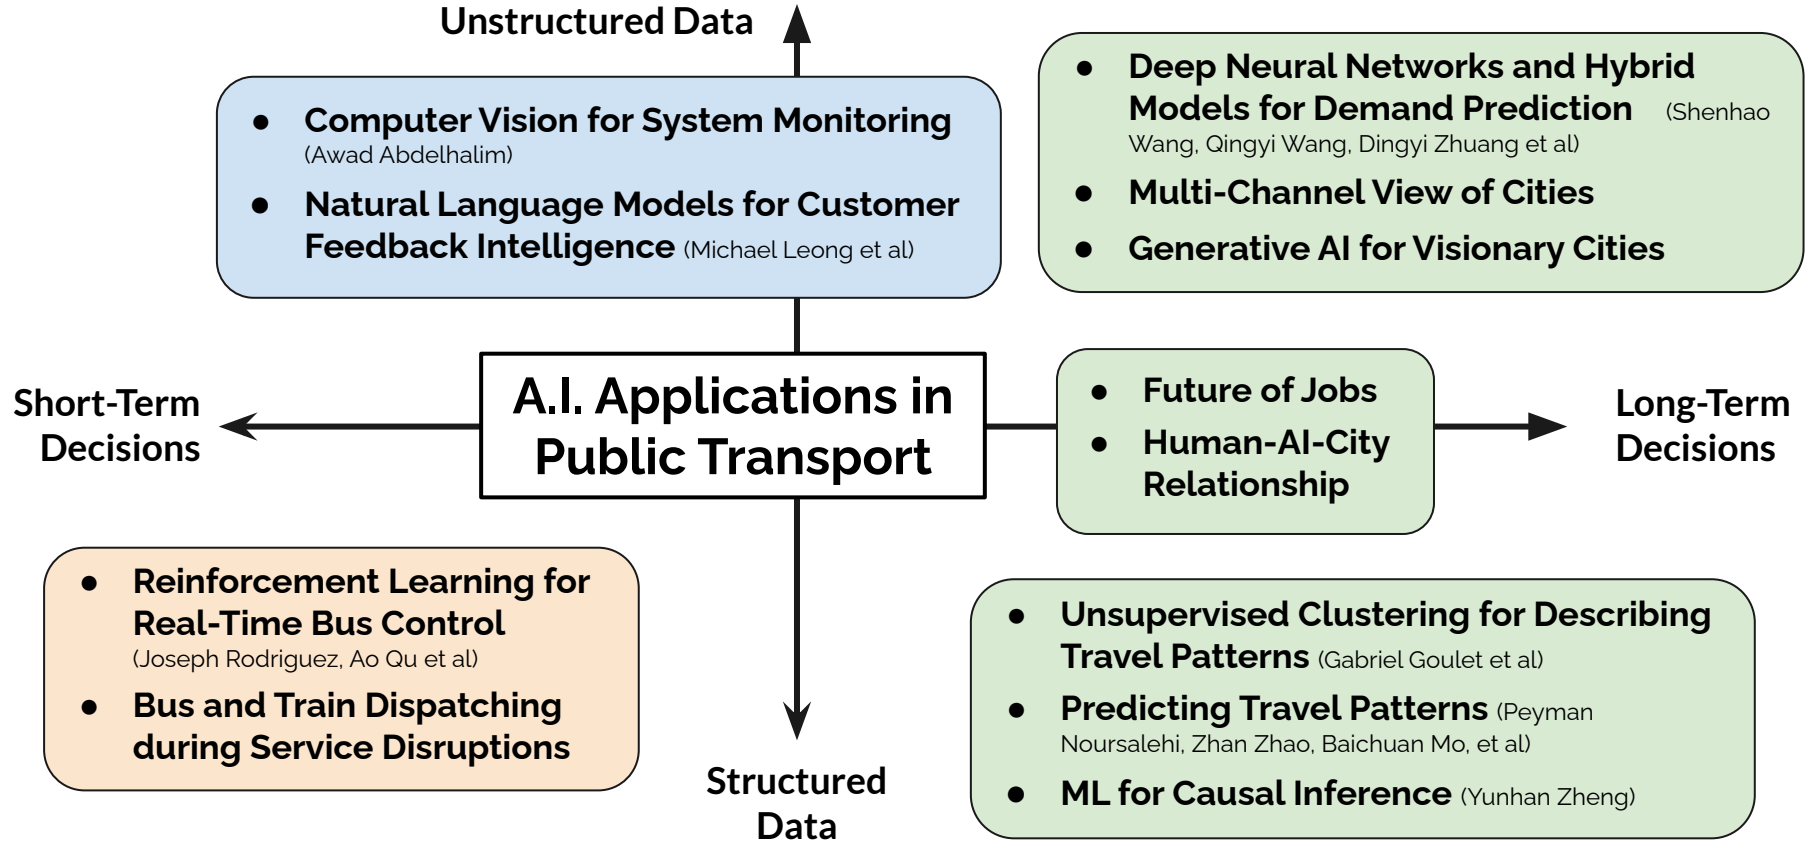 Unstructured Data
● Computer Vision for System Monitoring
(Awad Abdelhalim)
● Natural Language Models for Customer
Feedback Intelligence (Michael Leong et al)
● Deep Neural Networks and Hybrid
Models for Demand Prediction (Shenhao
Wang, Qingyi Wang, Dingyi Zhuang et al)
● Multi-Channel View of Cities
● Generative AI for Visionary Cities
Short-Term
Decisions
A.I. Applications in
Public Transport
● Future of Jobs
● Human-AI-City
Relationship
Long-Term
Decisions
● Reinforcement Learning for
Real-Time Bus Control
(Joseph Rodriguez, Ao Qu et al)
● Bus and Train Dispatching
during Service Disruptions
Structured
Data
● Unsupervised Clustering for Describing
Travel Patterns (Gabriel Goulet et al)
● Predicting Travel Patterns (Peyman
Noursalehi, Zhan Zhao, Baichuan Mo, et al)
● ML for Causal Inference (Yunhan Zheng)